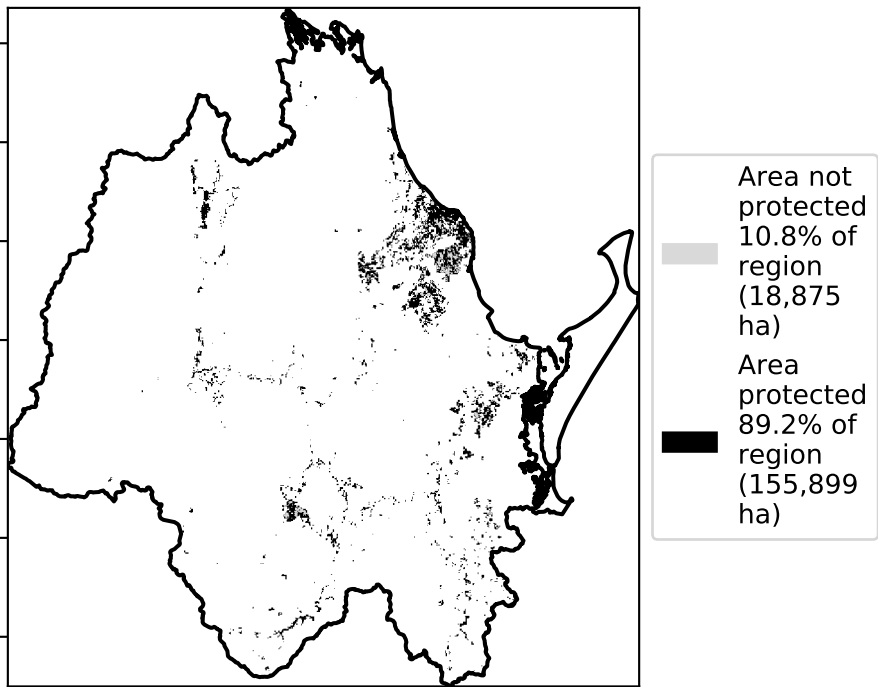 Area not
protected
10.8% of
region
(18,875
ha)
Area
protected
89.2% of
region
(155,899
ha)